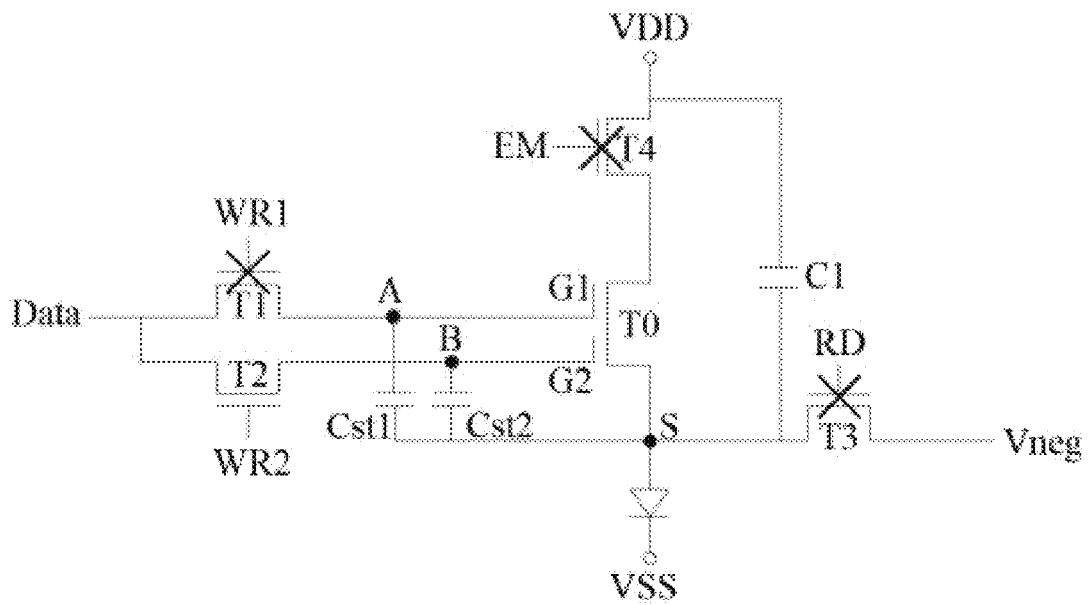 VDD
EM
T4
WR1
T1
A
G1
C1
Data
T0
B
RD
T2
G2
Cst1
Cst2
S
T3
Vneg
WR2
VSS